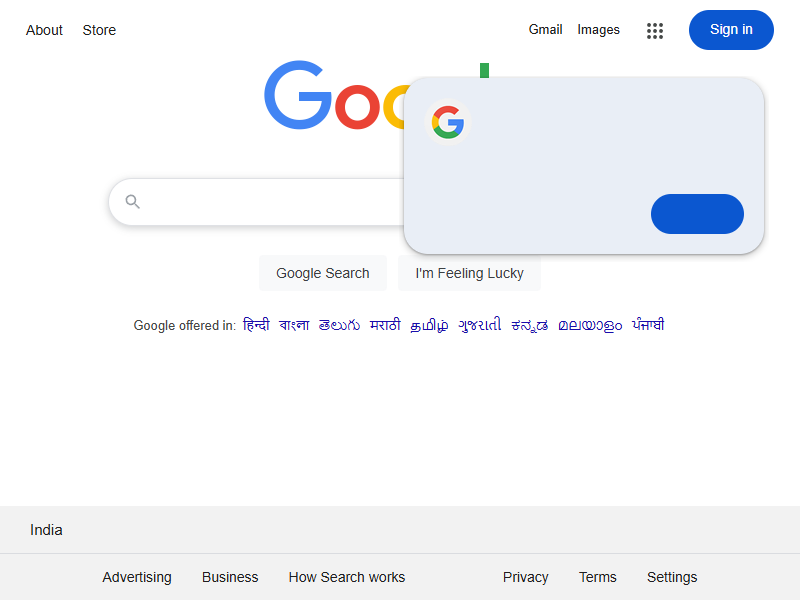 About Store Gmail Images Sign in
Google Search I'm Feeling Lucky
Google offered in: हिन्दी বাংলা తెలుగు मराठी தமிழ் ગુજરાતી ಕನ್ನಡ മലയാളം ਪੰਜਾਬੀ
India
Advertising Business How Search works Privacy Terms Settings